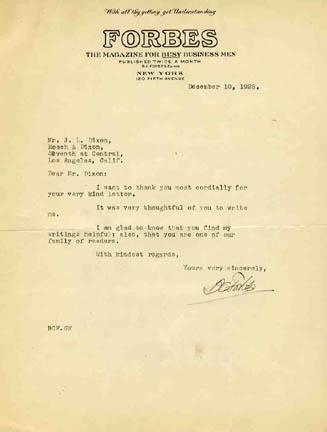 With all thy getting get Understanding
FORBES
THE MAGAZINE FOR BUSY BUSINESS MEN
PUBLISHED TWICE A MONTH
B.C. FORBES, Editor
NEW YORK
120 FIFTH AVENUE
December 10, 1928.
Mr. J. L. Dixon,
& Dixon,
Seventh at Central,
Los Angeles, Calif.
Dear Mr. Dixon:
I want to thank you most cordially for
your very kind letter.
It was very thoughtful of you to write
me.
I am glad to know that you find my
writings helpful; also, that you are one of our
family of readers.
With kindest regards,
Yours very sincerely,
BC Forbes
BCF.